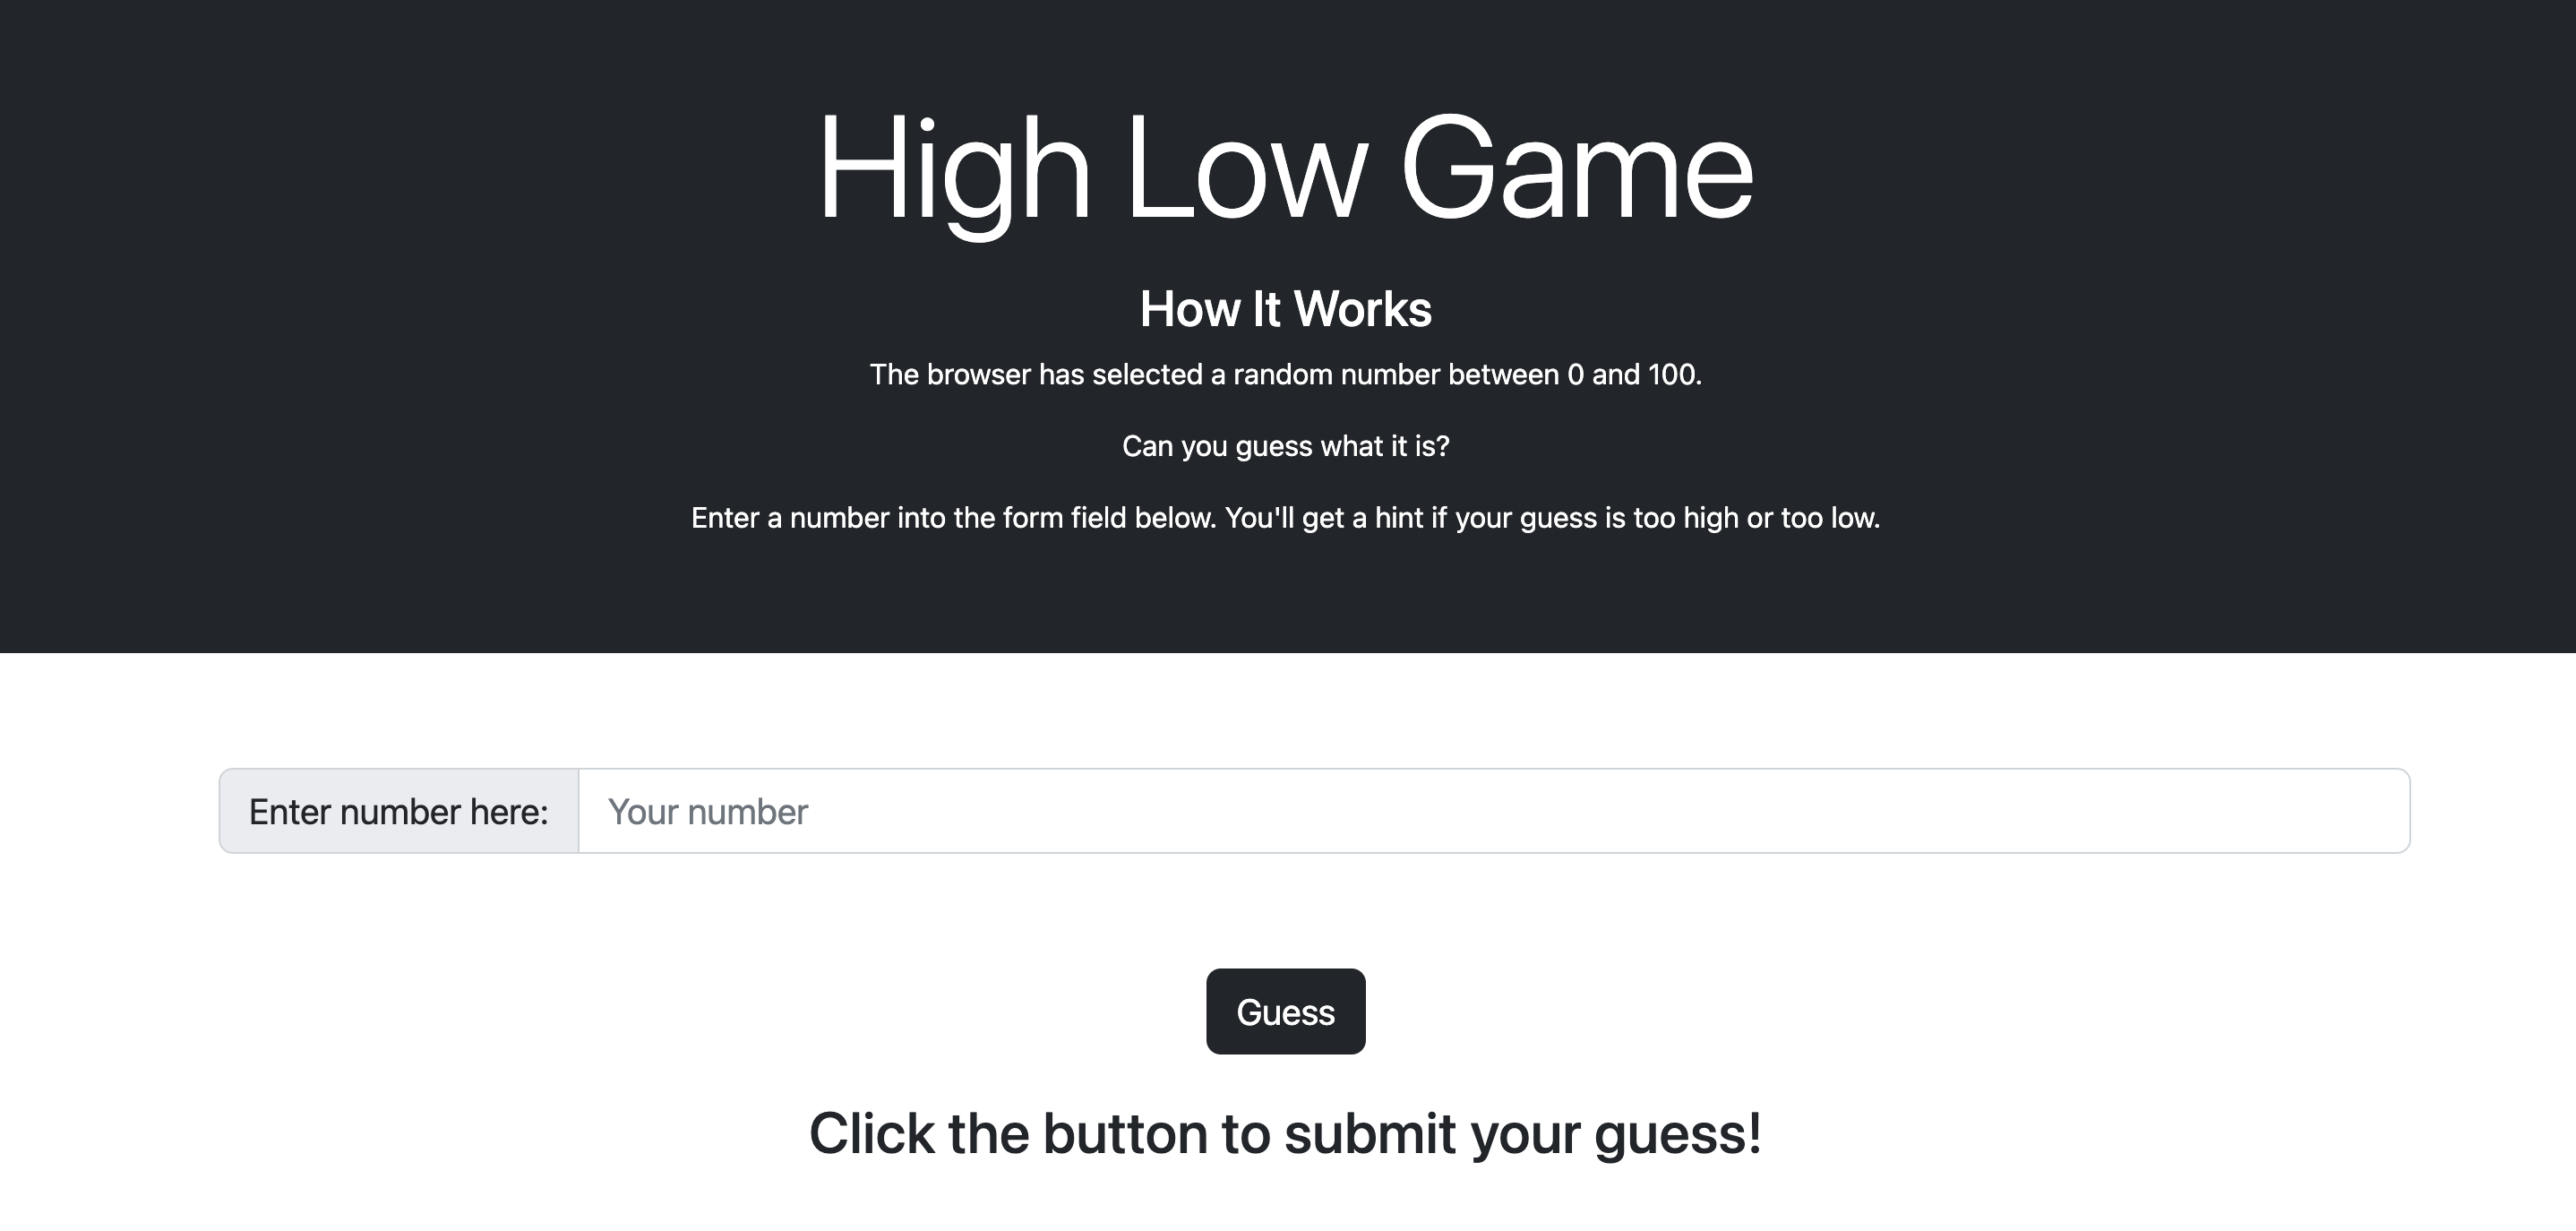 High Low Game
How It Works
The browser has selected a random number between 0 and 100.
Can you guess what it is?
Enter a number into the form field below. You'll get a hint if your guess is too high or too low.
Enter number here: Your number
Guess
Click the button to submit your guess!